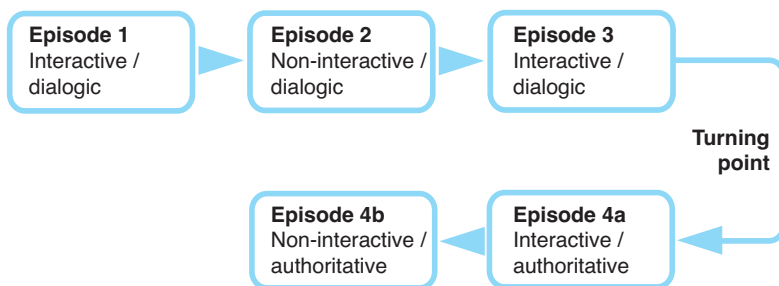 Episode 1
Interactive /
dialogic
Episode 2
Non-interactive /
dialogic
Episode 3
Interactive /
dialogic
Turning
point
Episode 4b
Non-interactive /
authoritative
Episode 4a
Interactive /
authoritative